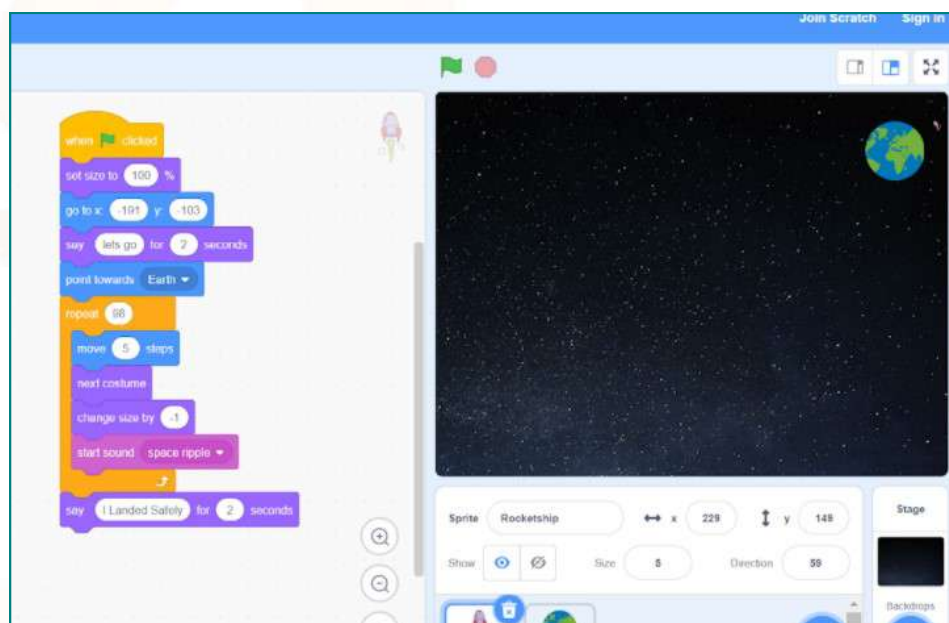 Join Scratch Sign in
when clicked
set size to 100 %
go to x: -191 y: -103
say lets go for 2 seconds
point towards Earth
repeat 98
move 5 steps
next costume
change size by -1
start sound space ripple
say I Landed Safely for 2 seconds
Sprite Rocketship x 229 y 149
Show Size 5 Direction 59
Stage
Backdrops